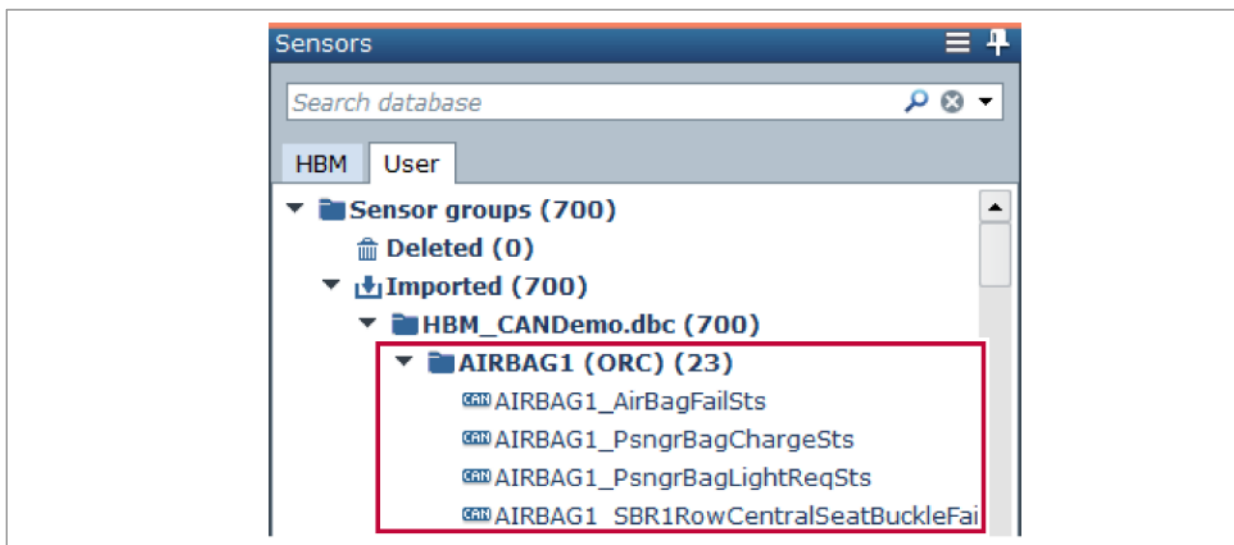 Sensors
Search database
HBM User
Sensor groups (700)
Deleted (0)
Imported (700)
HBM_CANDemo.dbc (700)
AIRBAG1 (ORC) (23)
CAN AIRBAG1_AirBagFailSts
CAN AIRBAG1_PsngrBagChargeSts
CAN AIRBAG1_PsngrBagLightReqSts
CAN AIRBAG1_SBR1RowCentralSeatBuckleFai